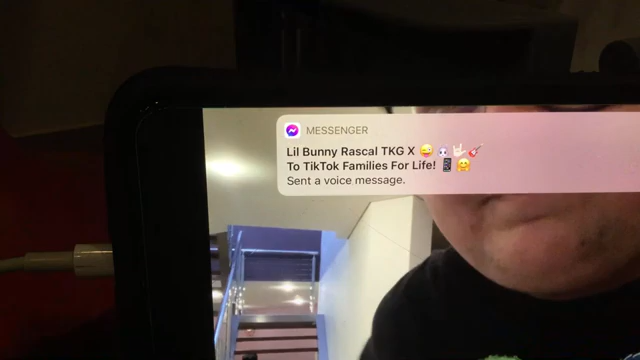 MESSENGER
Lil Bunny Rascal TKG X 😜🐇🤟🏻🎸
To TikTok Families For Life! 📱🤗
Sent a voice message.